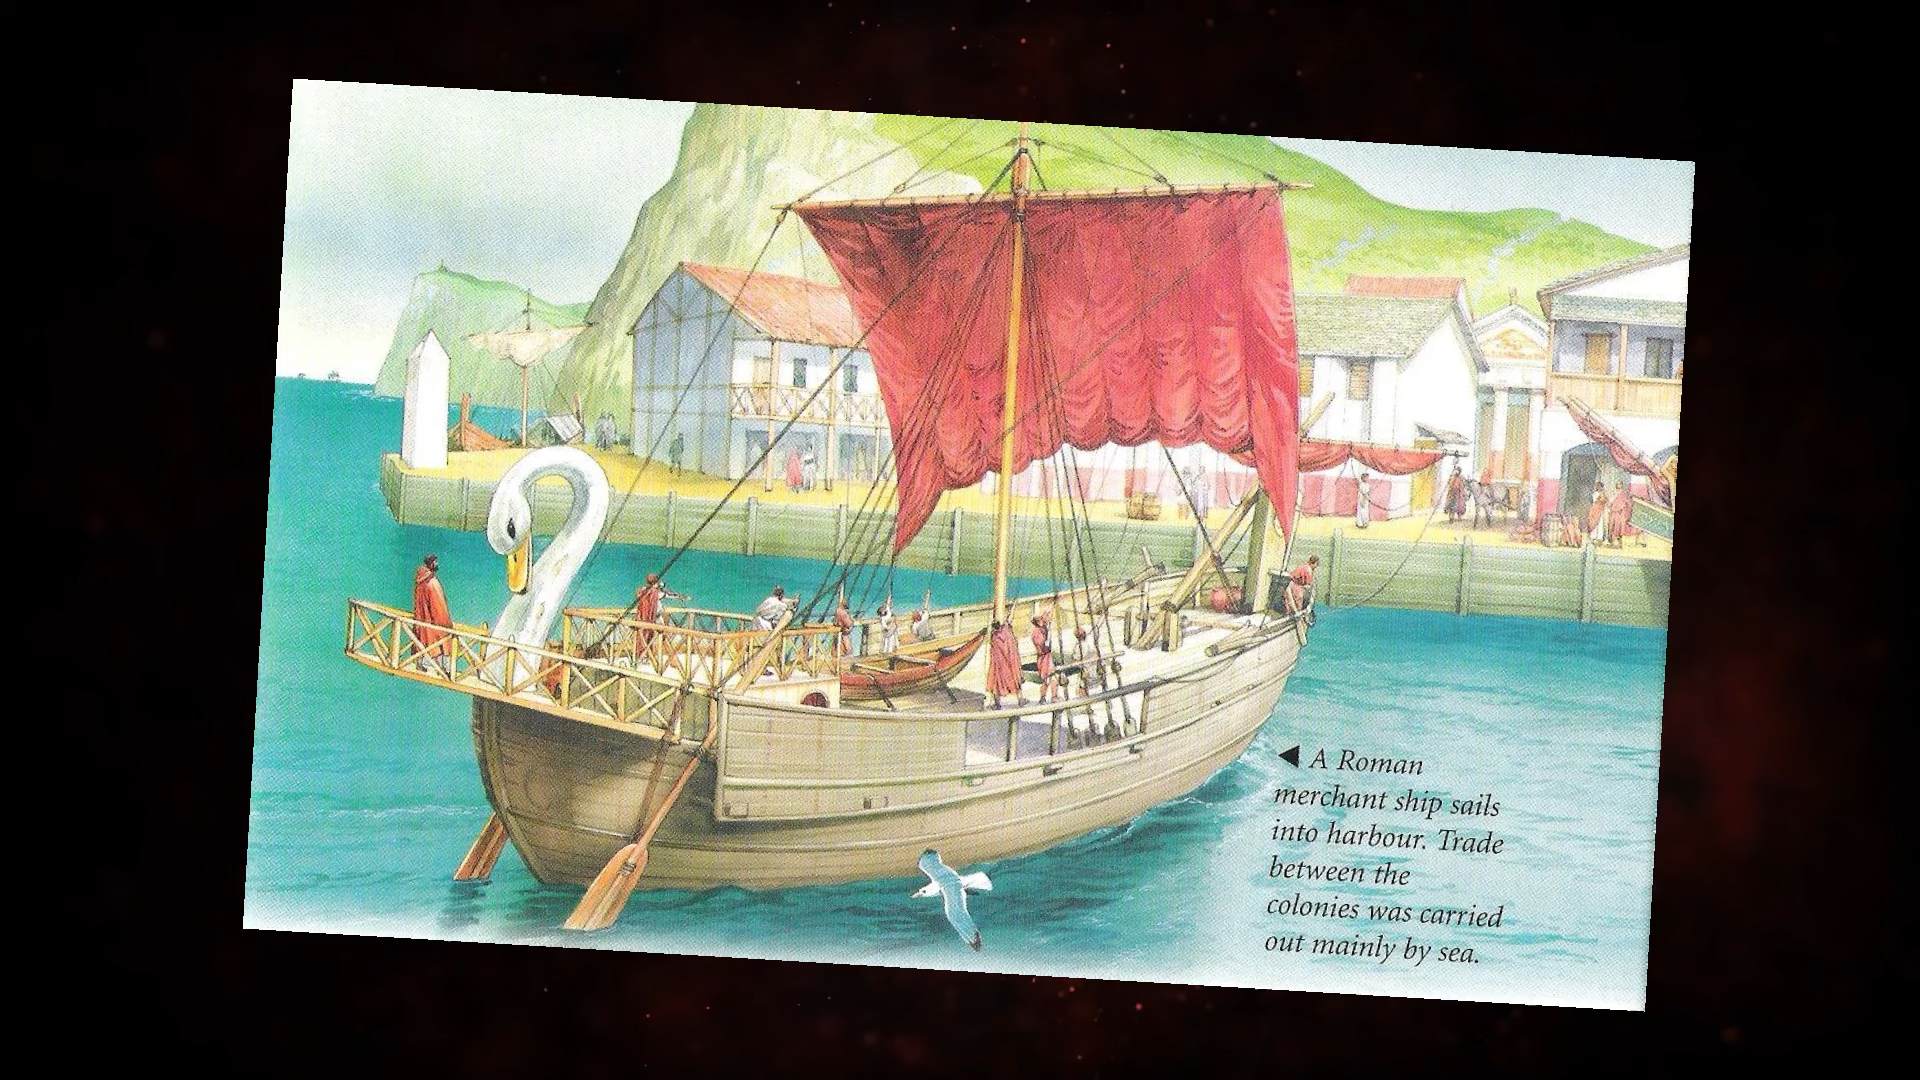 ◀ A Roman
merchant ship sails
into harbour. Trade
between the
colonies was carried
out mainly by sea.